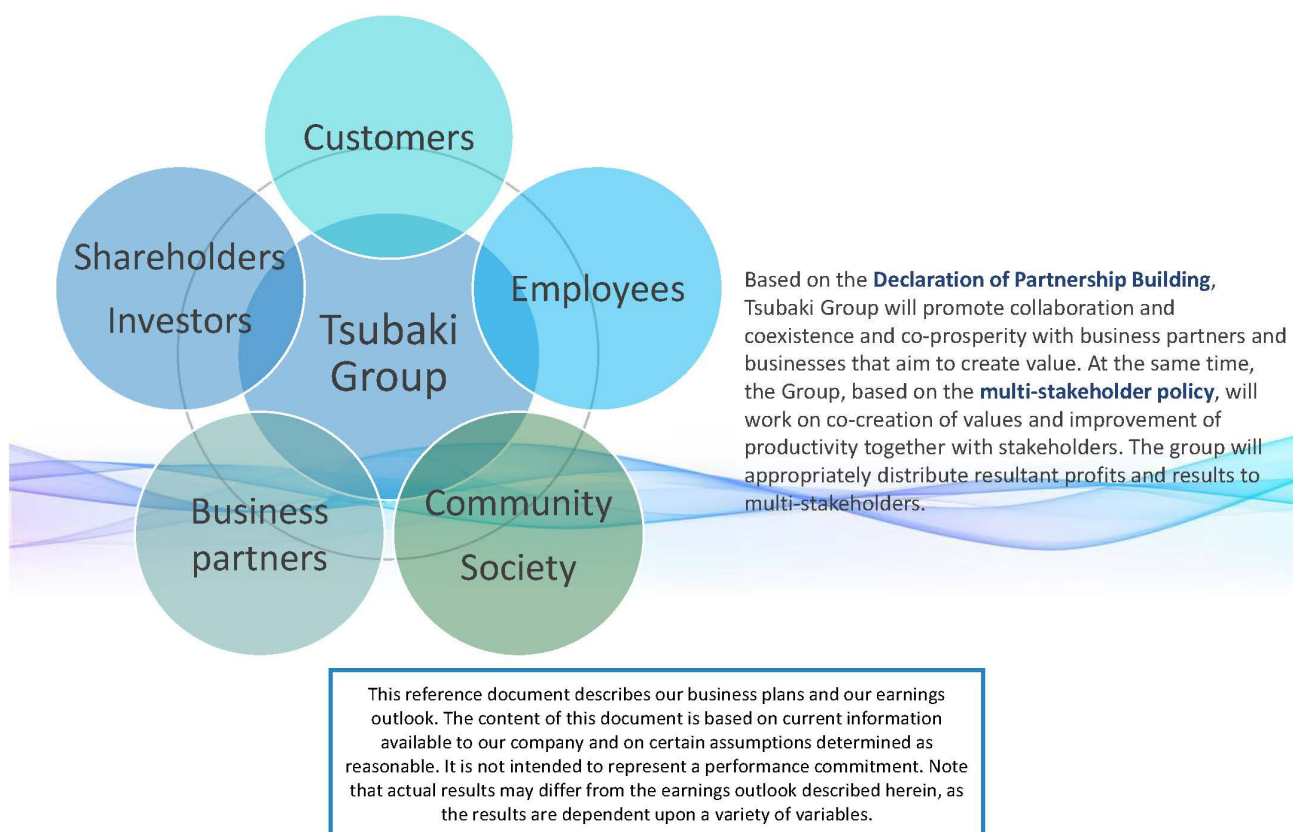 Customers
Shareholders
Investors
Employees
Tsubaki
Group
Business
partners
Community
Society
Based on the Declaration of Partnership Building,
Tsubaki Group will promote collaboration and
coexistence and co-prosperity with business partners and
businesses that aim to create value. At the same time,
the Group, based on the multi-stakeholder policy, will
work on co-creation of values and improvement of
productivity together with stakeholders. The group will
appropriately distribute resultant profits and results to
multi-stakeholders.
This reference document describes our business plans and our earnings
outlook. The content of this document is based on current information
available to our company and on certain assumptions determined as
reasonable. It is not intended to represent a performance commitment. Note
that actual results may differ from the earnings outlook described herein, as
the results are dependent upon a variety of variables.